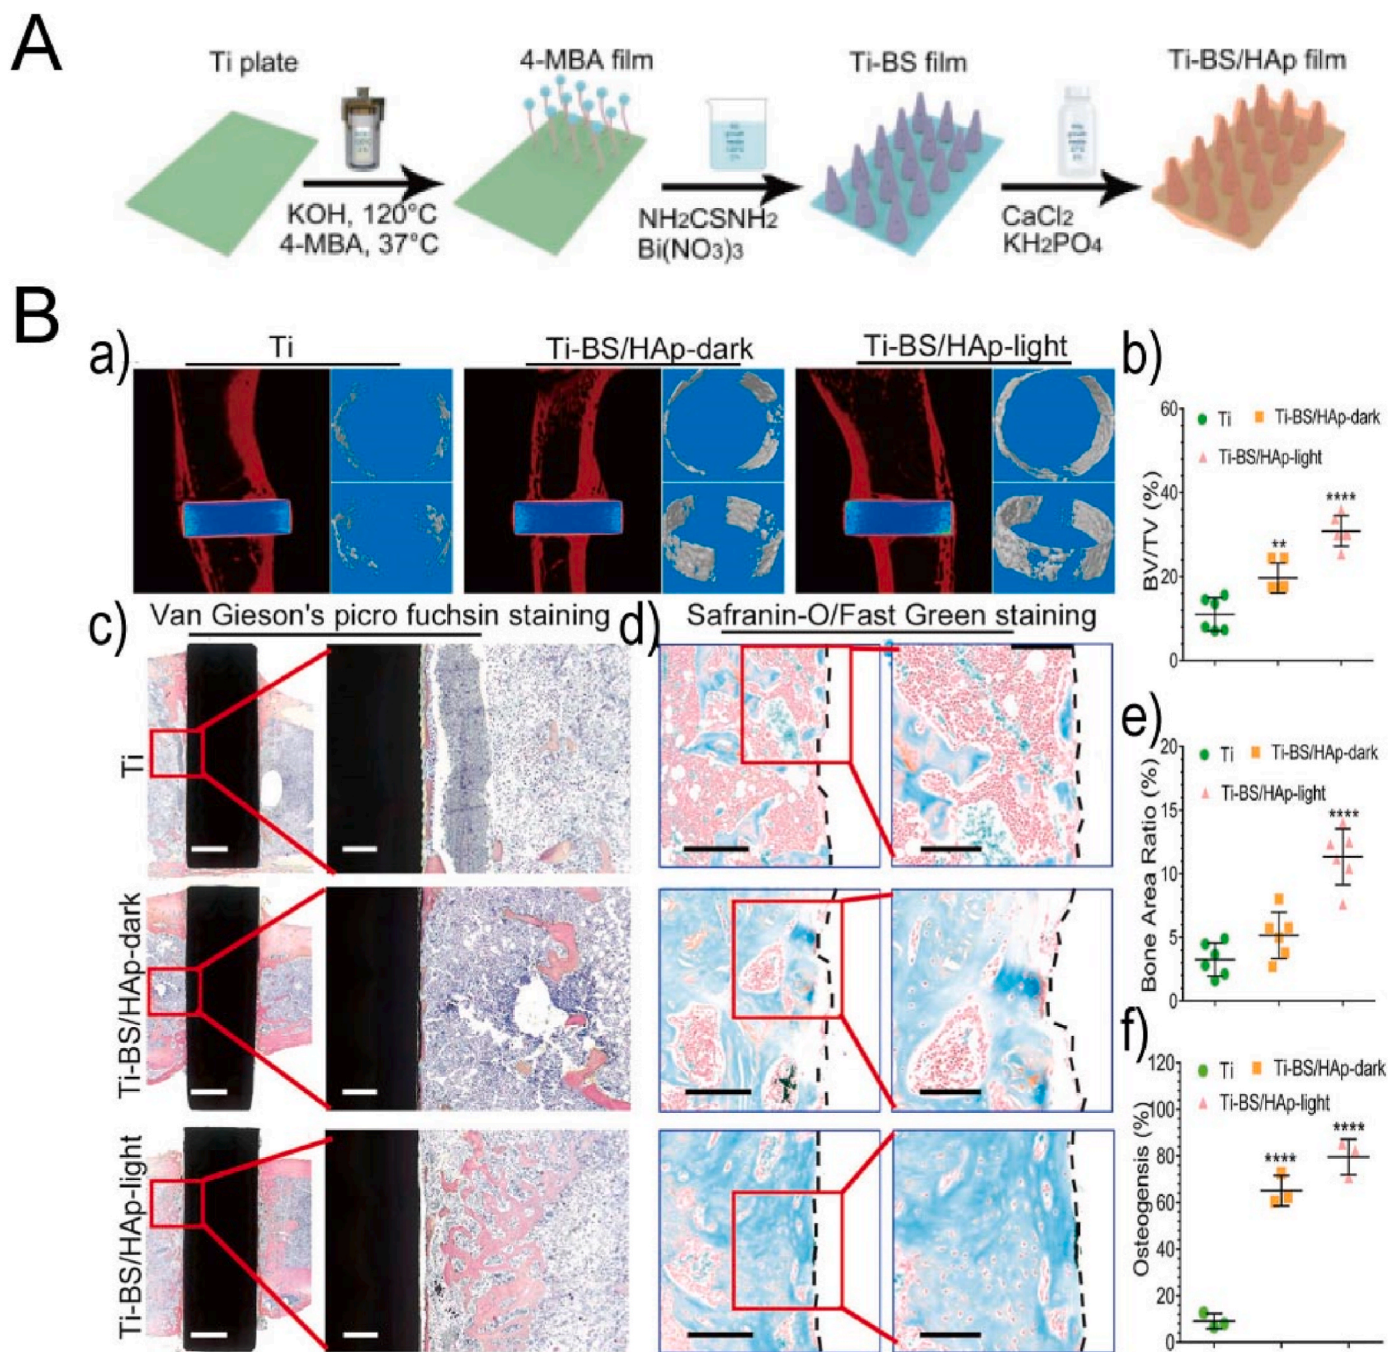 A
Ti plate
4-MBA film
Ti-BS film
Ti-BS/HAp film
KOH, 120°C
4-MBA, 37°C
NH2CSNH2
Bi(NO3)3
CaCl2
KH2PO4
B
a)
Ti
Ti-BS/HAp-dark
Ti-BS/HAp-light
b)
60
40
20
0
BV/TV (%)
Ti
Ti-BS/HAp-dark
Ti-BS/HAp-light
**
****
c)
Van Gieson's picro fuchsin staining
Ti
Ti-BS/HAp-dark
Ti-BS/HAp-light
d)
Safranin-O/Fast Green staining
e)
20
15
10
5
0
Bone Area Ratio (%)
Ti
Ti-BS/HAp-dark
Ti-BS/HAp-light
****
f)
120
100
80
60
40
20
0
Osteogenesis (%)
Ti
Ti-BS/HAp-dark
Ti-BS/HAp-light
****
****